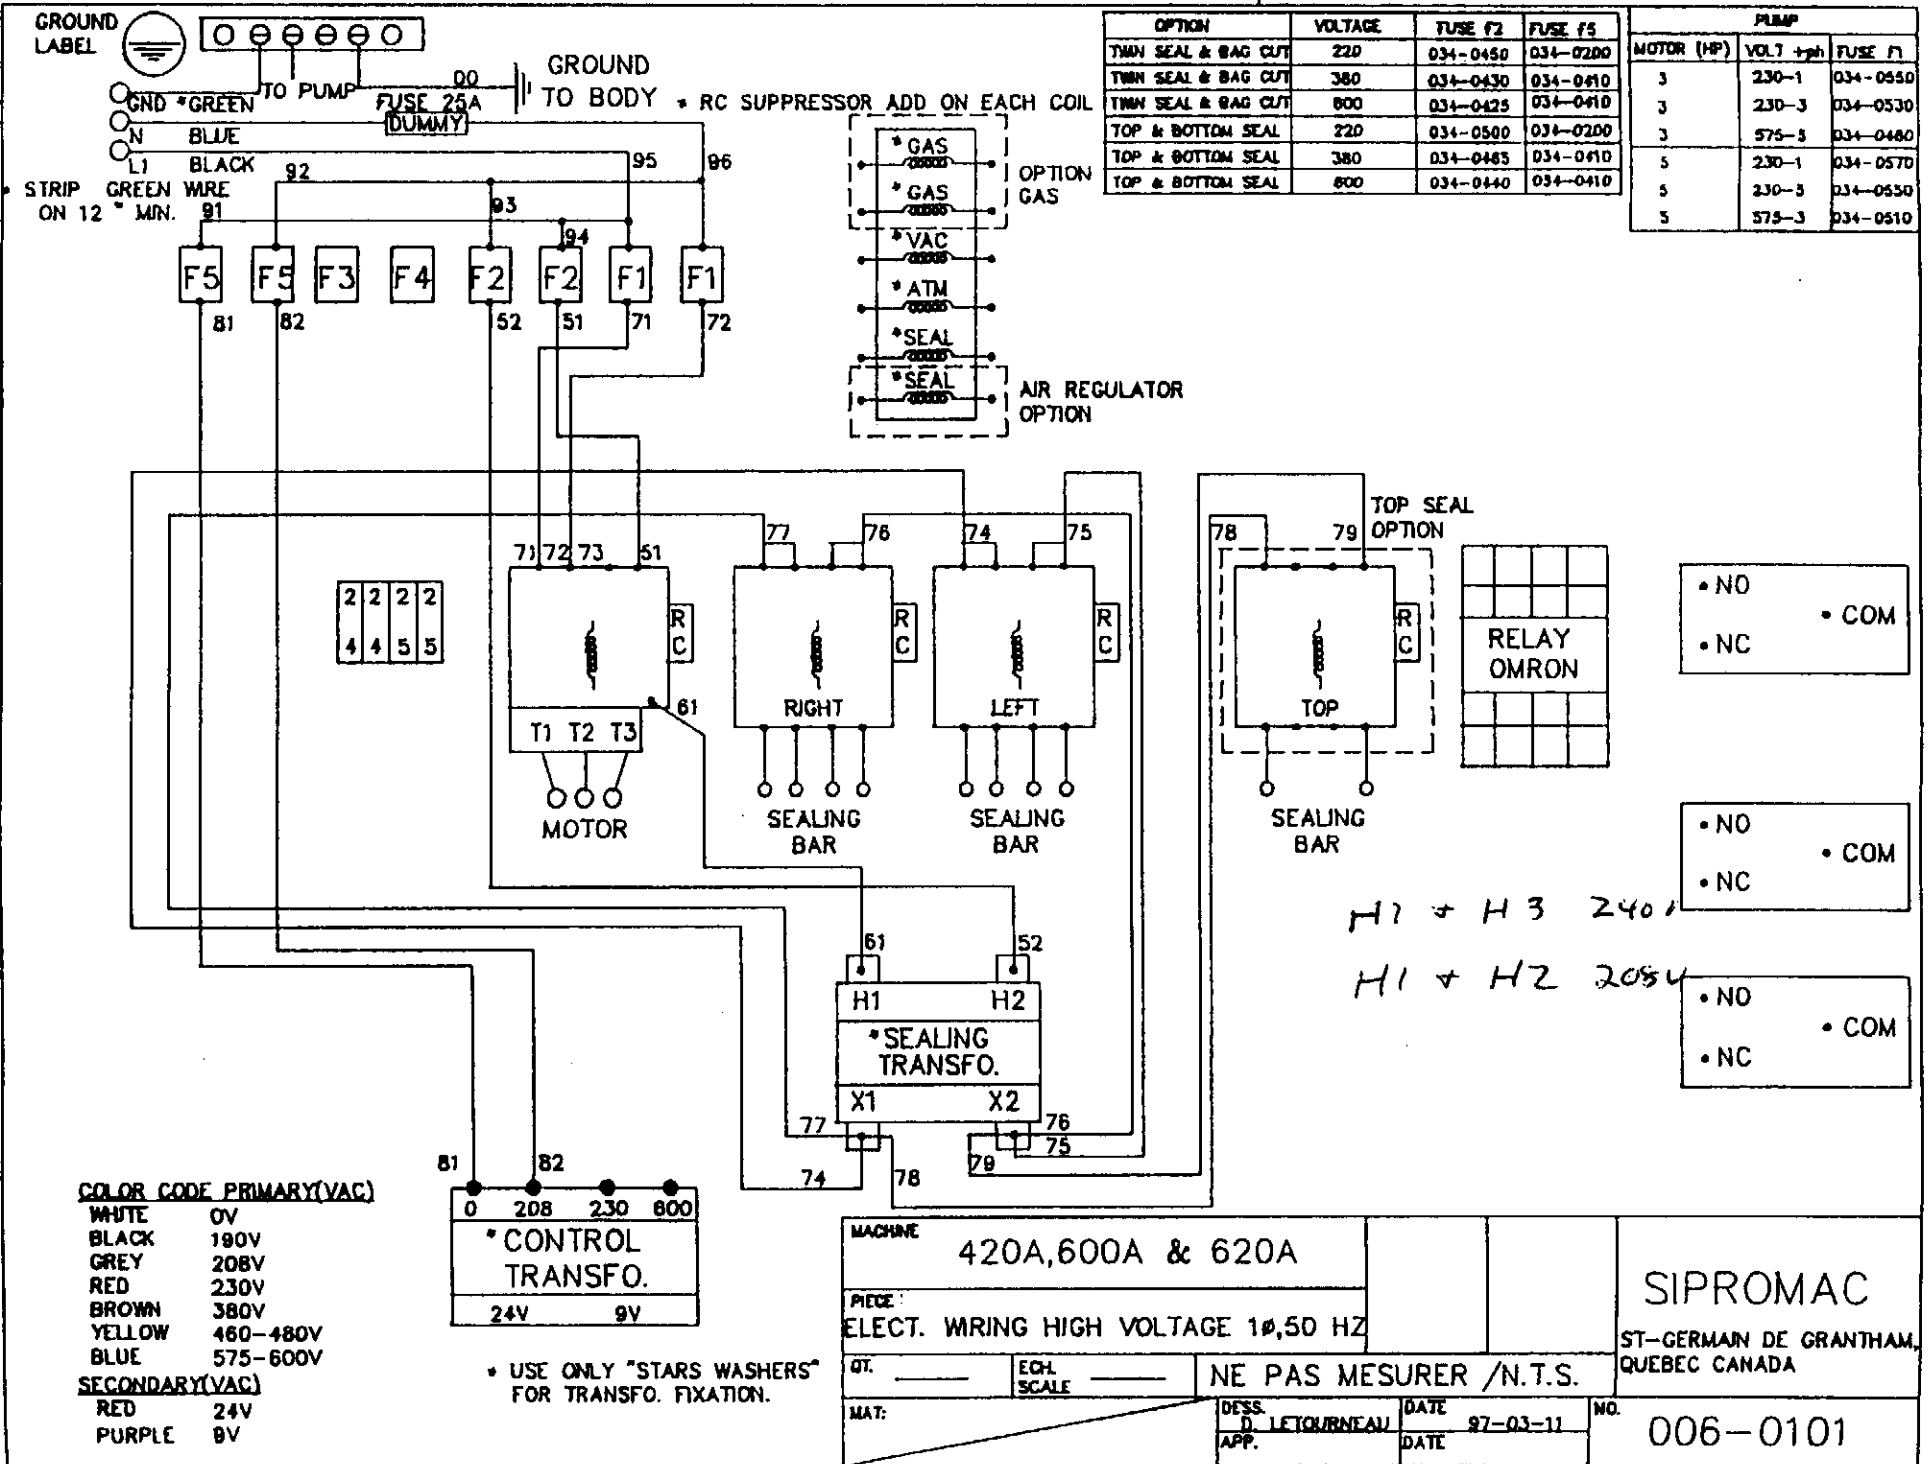 GROUND
LABEL
GND *GREEN
TO PUMP
FUSE 25A
DUMMY
00
GROUND
TO BODY
N BLUE
L1 BLACK
* STRIP GREEN WIRE
ON 12 " MIN.
* RC SUPPRESSOR ADD ON EACH COIL
92
95
96
91
93
94
F5 F5 F3 F4 F2 F2 F1 F1
81 82 52 51 71 72
*GAS
*GAS
OPTION
GAS
*VAC
*ATM
*SEAL
*SEAL
AIR REGULATOR
OPTION
OPTION VOLTAGE FUSE f2 FUSE f5
TWIN SEAL & BAG CUT 220 034-0450 034-0200
TWIN SEAL & BAG CUT 380 034-0430 034-0410
TWIN SEAL & BAG CUT 600 034-0425 034-0410
TOP & BOTTOM SEAL 220 034-0500 034-0200
TOP & BOTTOM SEAL 380 034-0465 034-0410
TOP & BOTTOM SEAL 600 034-0440 034-0410
PUMP
MOTOR (HP) VOLT +ph FUSE f1
3 230-1 034-0550
3 230-3 034-0530
3 575-3 034-0480
5 230-1 034-0570
5 230-3 034-0550
5 575-3 034-0510
77 76 74 75 78 79
TOP SEAL
OPTION
71 72 73 51
2 2 2 2
4 4 5 5
R
C
R
C
R
C
R
C
61
T1 T2 T3
MOTOR
RIGHT
LEFT
TOP
SEALING
BAR
SEALING
BAR
SEALING
BAR
RELAY
OMRON
• NO
• COM
• NC
• NO
• COM
• NC
• NO
• COM
• NC
H1 + H3 240V
H1 + H2 208V
61 52
H1 H2
*SEALING
TRANSFO.
X1 X2
77 76
75
74 78 79
81 82
0 208 230 600
*CONTROL
TRANSFO.
24V 9V
* USE ONLY "STARS WASHERS"
FOR TRANSFO. FIXATION.
COLOR CODE PRIMARY(VAC)
WHITE 0V
BLACK 190V
GREY 208V
RED 230V
BROWN 380V
YELLOW 460-480V
BLUE 575-600V
SECONDARY(VAC)
RED 24V
PURPLE 9V
MACHINE
420A,600A & 620A
PIECE:
ELECT. WIRING HIGH VOLTAGE 1ø,50 HZ
QT.
ECH.
SCALE
NE PAS MESURER /N.T.S.
MAT:
DESS.
D. LETOURNEAU
DATE
97-03-11
APP.
DATE
SIPROMAC
ST-GERMAIN DE GRANTHAM,
QUEBEC CANADA
NO.
006-0101